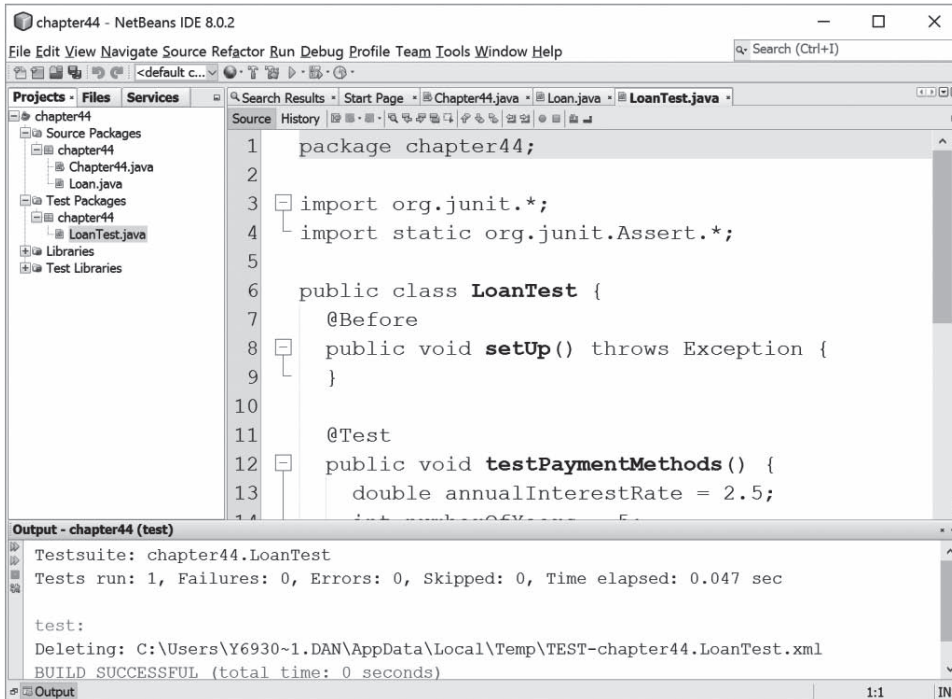 chapter44 - NetBeans IDE 8.0.2
File Edit View Navigate Source Refactor Run Debug Profile Team Tools Window Help
Search (Ctrl+I)
<default c...
Projects Files Services
Search Results Start Page Chapter44.java Loan.java LoanTest.java
chapter44
Source Packages
chapter44
Chapter44.java
Loan.java
Test Packages
chapter44
LoanTest.java
Libraries
Test Libraries
Source History
1 package chapter44;
2
3 import org.junit.*;
4 import static org.junit.Assert.*;
5
6 public class LoanTest {
7 @Before
8 public void setUp() throws Exception {
9 }
10
11 @Test
12 public void testPaymentMethods() {
13 double annualInterestRate = 2.5;
Output - chapter44 (test)
Testsuite: chapter44.LoanTest
Tests run: 1, Failures: 0, Errors: 0, Skipped: 0, Time elapsed: 0.047 sec
test:
Deleting: C:\Users\Y6930~1.DAN\AppData\Local\Temp\TEST-chapter44.LoanTest.xml
BUILD SUCCESSFUL (total time: 0 seconds)
Output
1:1
IN